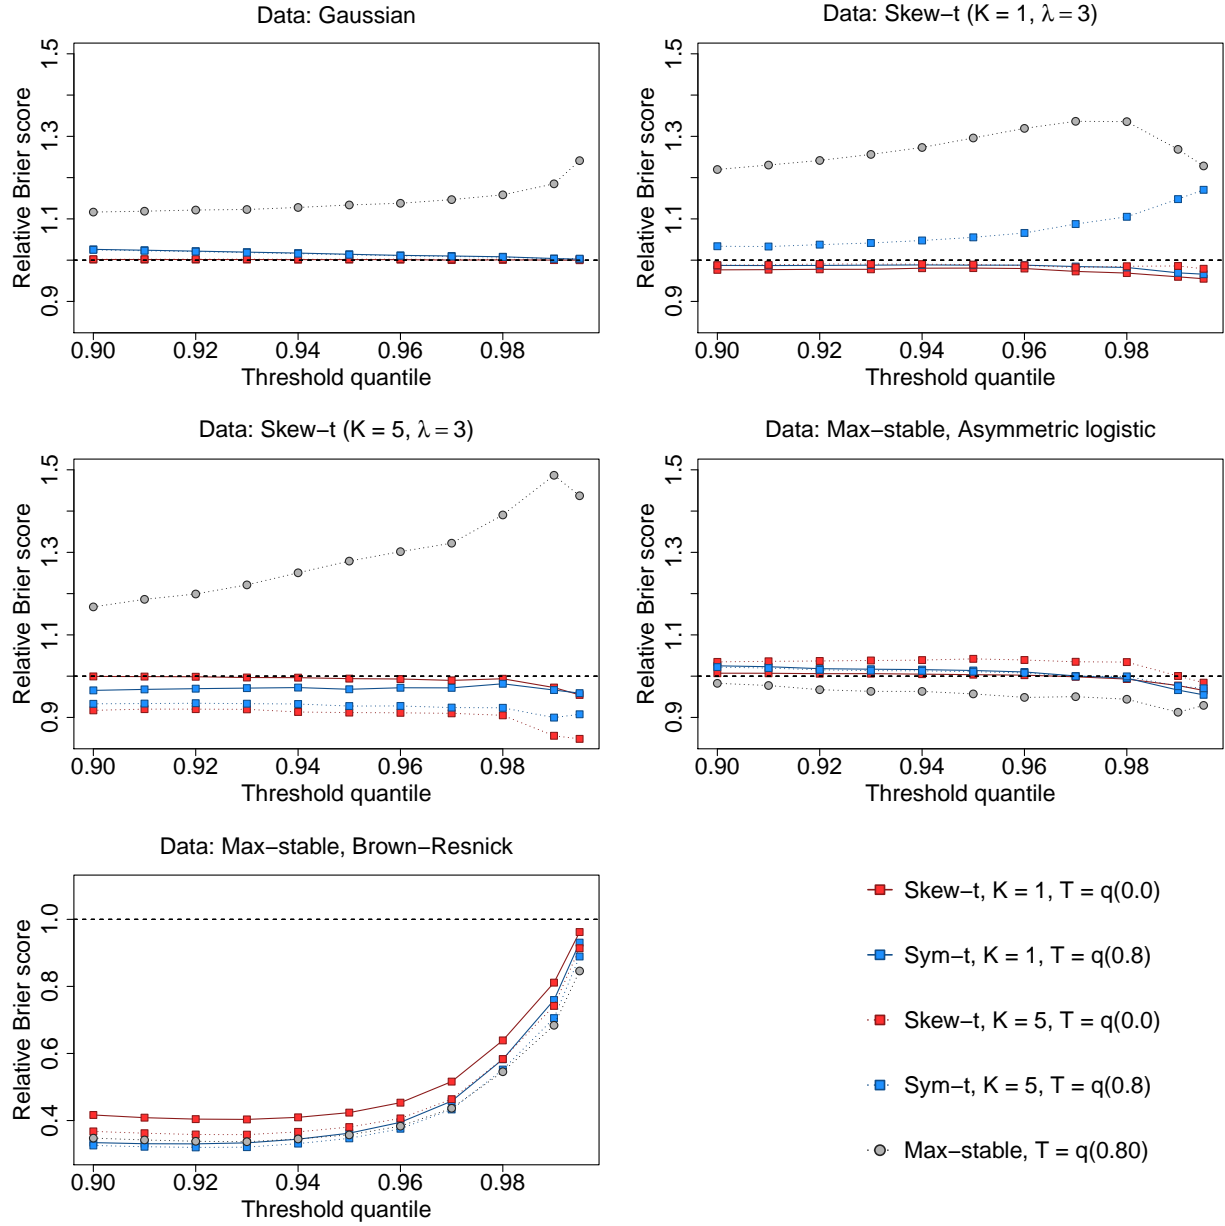 Data: Gaussian
Relative Brier score
1.5
1.3
1.1
0.9
0.90 0.92 0.94 0.96 0.98
Threshold quantile
Data: Skew−t (K = 1, λ = 3)
Relative Brier score
1.5
1.3
1.1
0.9
0.90 0.92 0.94 0.96 0.98
Threshold quantile
Data: Skew−t (K = 5, λ = 3)
Relative Brier score
1.5
1.3
1.1
0.9
0.90 0.92 0.94 0.96 0.98
Threshold quantile
Data: Max−stable, Asymmetric logistic
Relative Brier score
1.5
1.3
1.1
0.9
0.90 0.92 0.94 0.96 0.98
Threshold quantile
Data: Max−stable, Brown−Resnick
Relative Brier score
1.0
0.8
0.6
0.4
0.90 0.92 0.94 0.96 0.98
Threshold quantile
Skew−t, K = 1, T = q(0.0)
Sym−t, K = 1, T = q(0.8)
Skew−t, K = 5, T = q(0.0)
Sym−t, K = 5, T = q(0.8)
Max−stable, T = q(0.80)